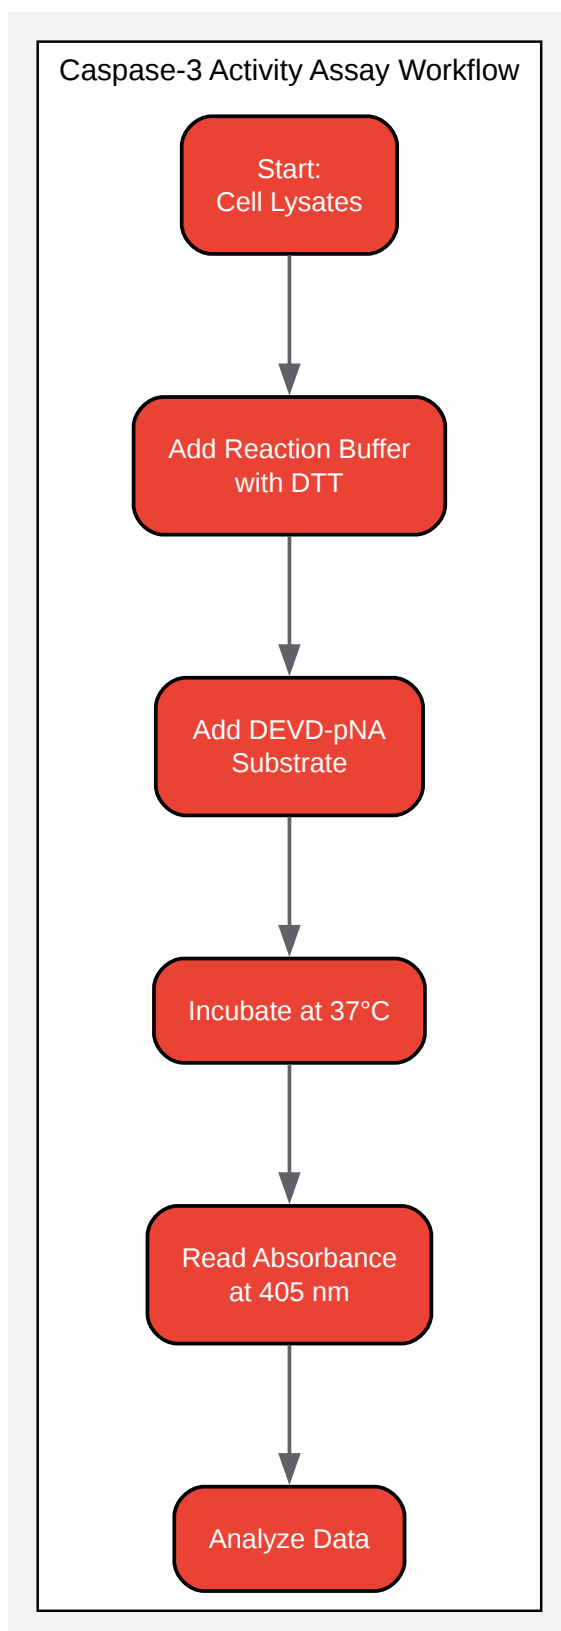 Caspase-3 Activity Assay Workflow
Start:
Cell Lysates
Add Reaction Buffer
with DTT
Add DEVD-pNA
Substrate
Incubate at 37°C
Read Absorbance
at 405 nm
Analyze Data